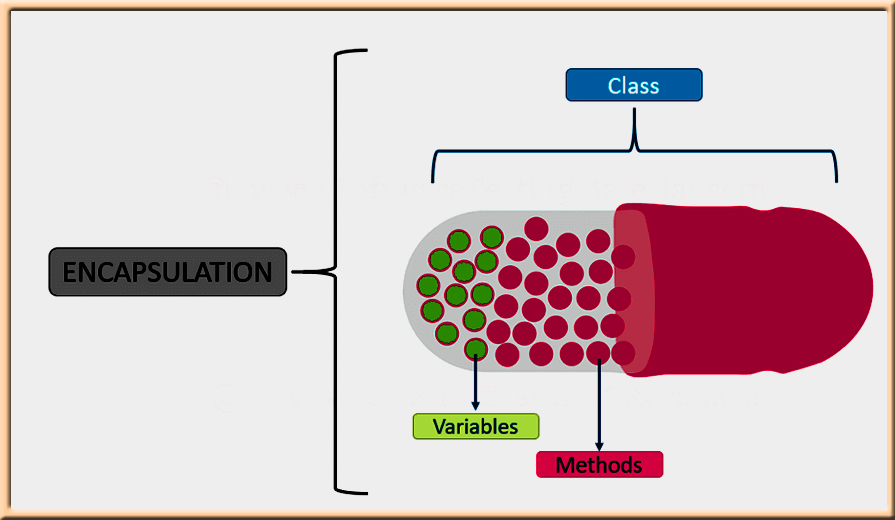 Class
ENCAPSULATION
Variables
Methods